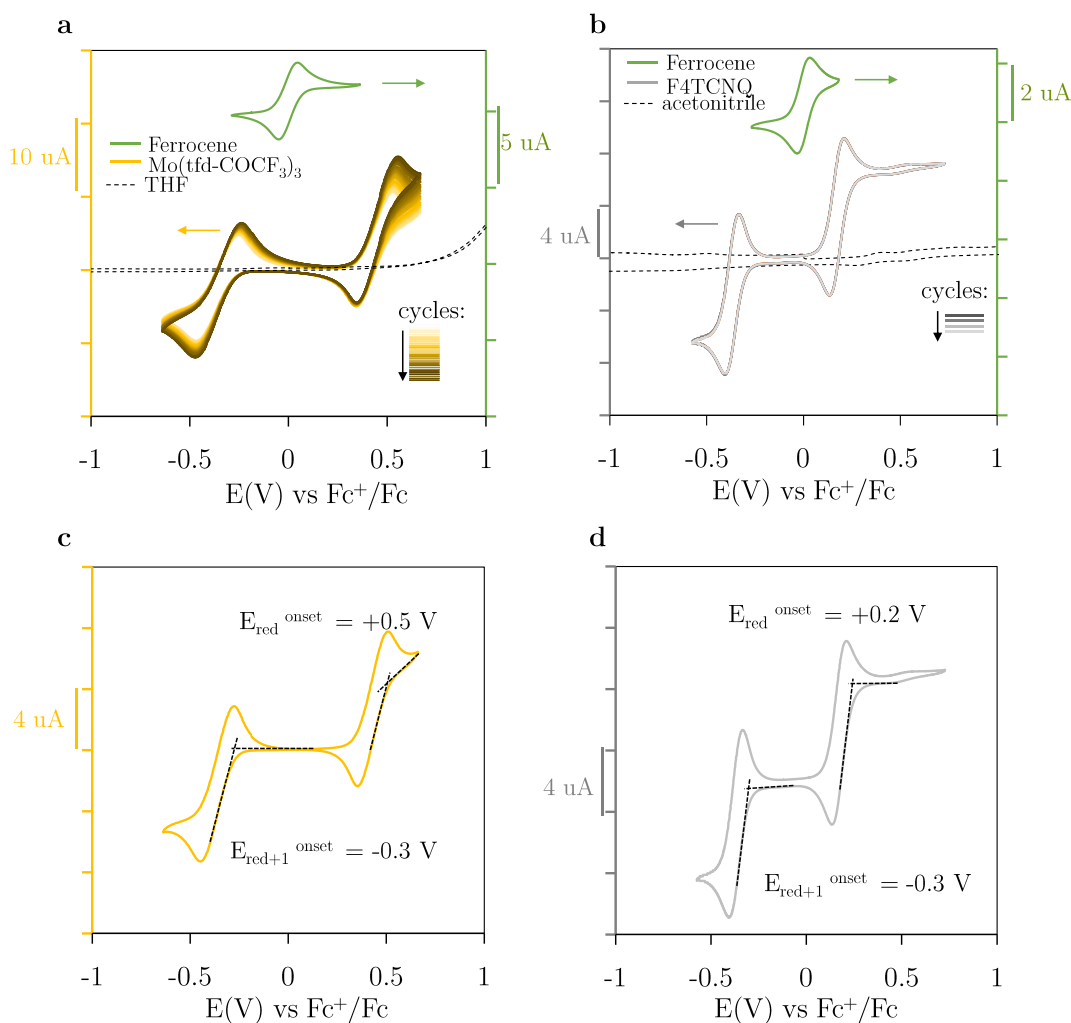 a
Ferrocene
Mo(tfd-COCF₃)₃
THF
10 uA
5 uA
cycles:
-1 -0.5 0 0.5 1
E(V) vs Fc⁺/Fc
b
Ferrocene
F4TCNQ
acetonitrile
2 uA
4 uA
cycles:
-1 -0.5 0 0.5 1
E(V) vs Fc⁺/Fc
c
E_red ^onset = +0.5 V
4 uA
E_red+1 ^onset = -0.3 V
-1 -0.5 0 0.5 1
E(V) vs Fc⁺/Fc
d
E_red ^onset = +0.2 V
4 uA
E_red+1 ^onset = -0.3 V
-1 -0.5 0 0.5 1
E(V) vs Fc⁺/Fc